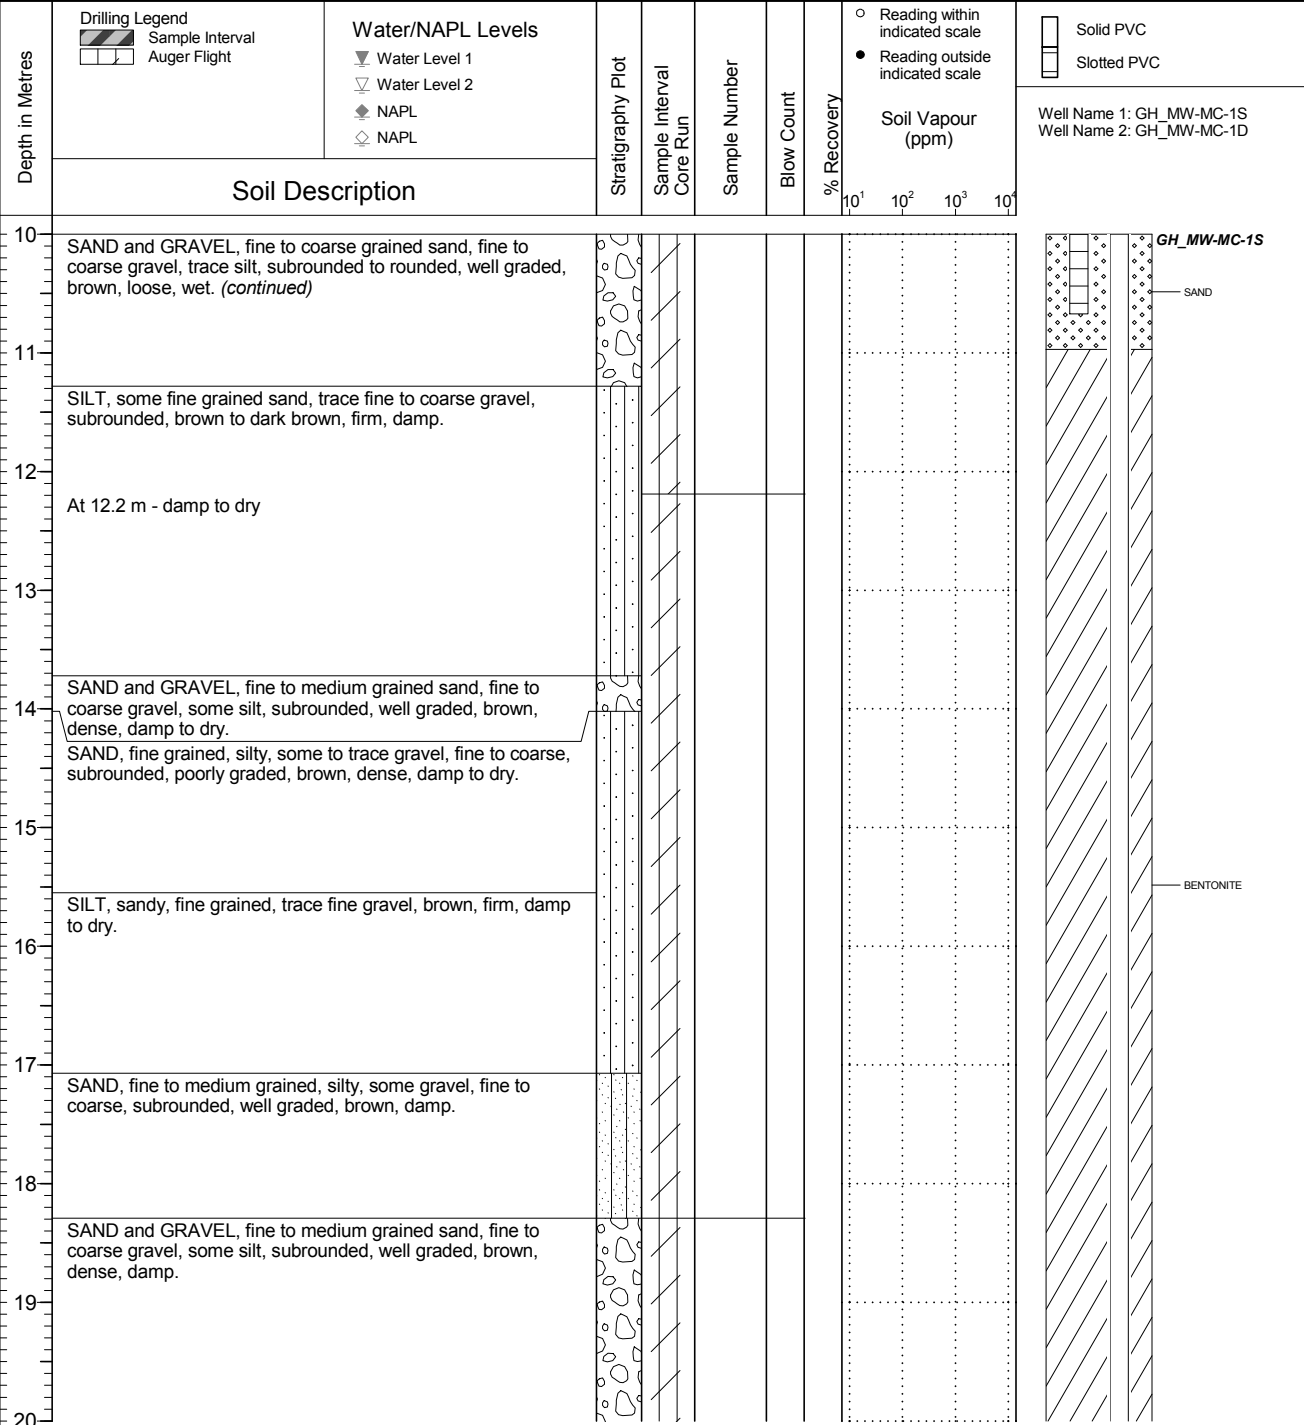 Drilling Legend
Sample Interval
Auger Flight
Water/NAPL Levels
Water Level 1
Water Level 2
NAPL
NAPL
Depth in Metres
Soil Description
Stratigraphy Plot
Sample Interval
Core Run
Sample Number
Blow Count
% Recovery
Reading within
indicated scale
Reading outside
indicated scale
Soil Vapour
(ppm)
10¹ 10² 10³ 10⁴
Solid PVC
Slotted PVC
Well Name 1: GH_MW-MC-1S
Well Name 2: GH_MW-MC-1D
10
SAND and GRAVEL, fine to coarse grained sand, fine to
coarse gravel, trace silt, subrounded to rounded, well graded,
brown, loose, wet. (continued)
GH_MW-MC-1S
SAND
11
SILT, some fine grained sand, trace fine to coarse gravel,
subrounded, brown to dark brown, firm, damp.
12
At 12.2 m - damp to dry
13
SAND and GRAVEL, fine to medium grained sand, fine to
coarse gravel, some silt, subrounded, well graded, brown,
dense, damp to dry.
14
SAND, fine grained, silty, some to trace gravel, fine to coarse,
subrounded, poorly graded, brown, dense, damp to dry.
15
BENTONITE
SILT, sandy, fine grained, trace fine gravel, brown, firm, damp
to dry.
16
17
SAND, fine to medium grained, silty, some gravel, fine to
coarse, subrounded, well graded, brown, damp.
18
SAND and GRAVEL, fine to medium grained sand, fine to
coarse gravel, some silt, subrounded, well graded, brown,
dense, damp.
19
20